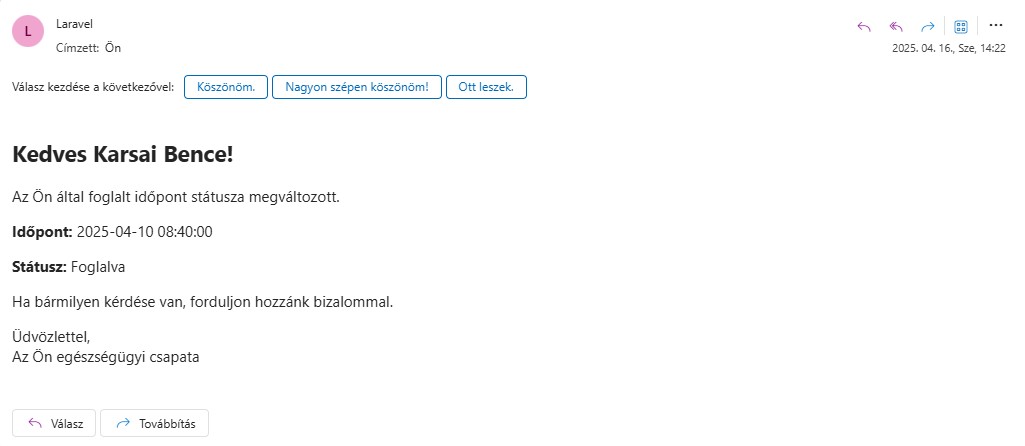 L
Laravel
Címzett: Ön
2025. 04. 16., Sze, 14:22
Válasz kezdése a következővel: Köszönöm. Nagyon szépen köszönöm! Ott leszek.
Kedves Karsai Bence!
Az Ön által foglalt időpont státusza megváltozott.
Időpont: 2025-04-10 08:40:00
Státusz: Foglalva
Ha bármilyen kérdése van, forduljon hozzánk bizalommal.
Üdvözlettel,
Az Ön egészségügyi csapata
Válasz Továbbítás